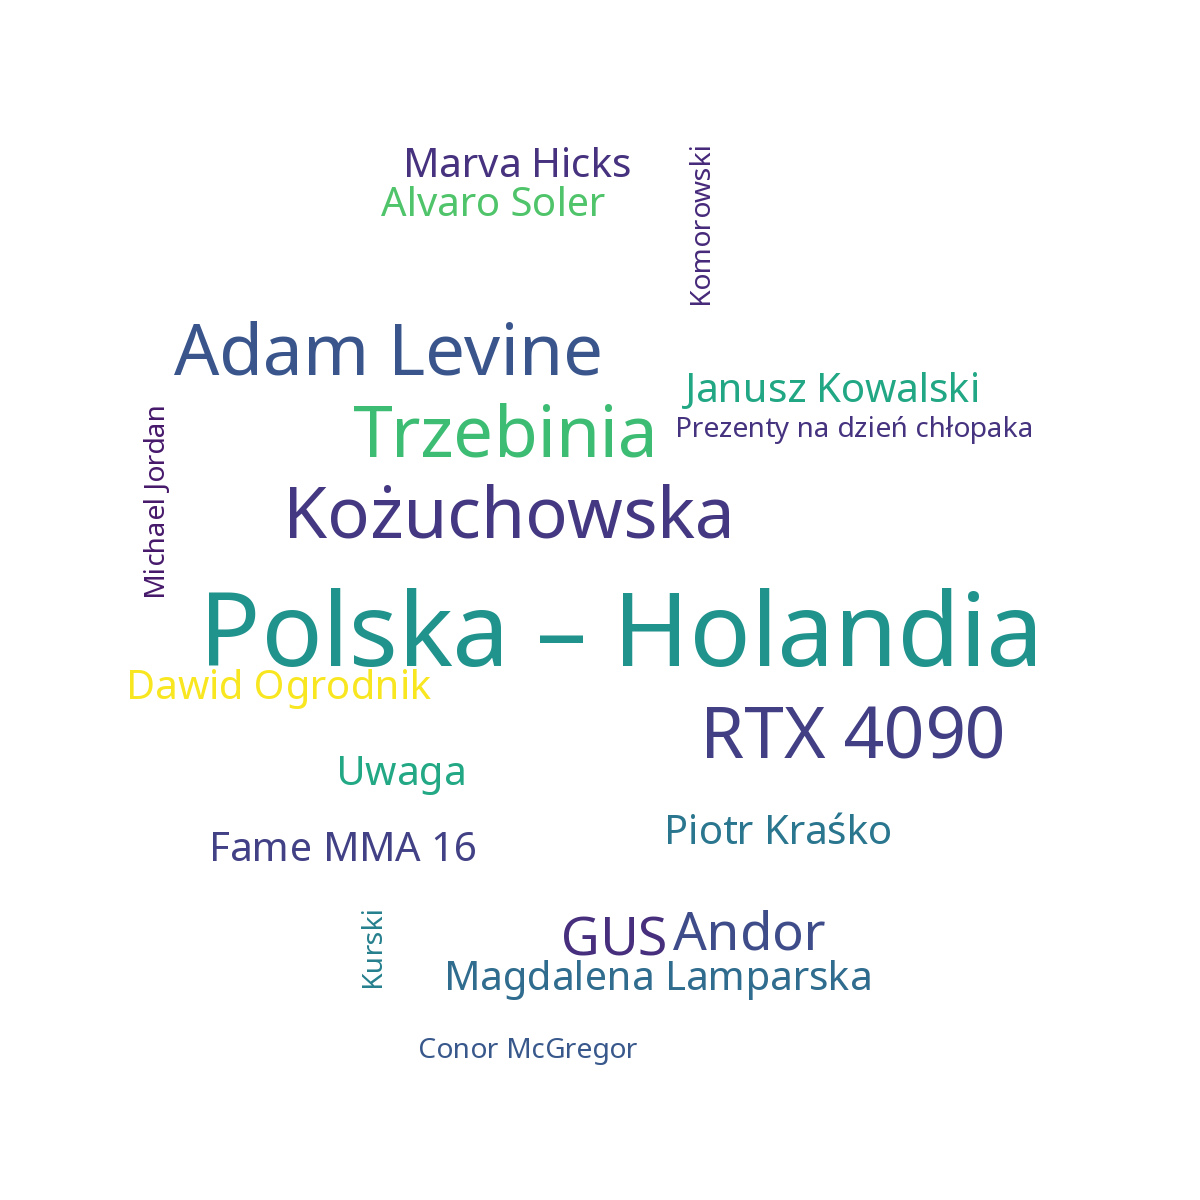 Marva Hicks
Alvaro Soler
Komorowski
Adam Levine
Janusz Kowalski
Trzebinia
Prezenty na dzień chłopaka
Michael Jordan
Kożuchowska
Polska – Holandia
Dawid Ogrodnik
RTX 4090
Uwaga
Piotr Kraśko
Fame MMA 16
Kurski
GUS
Andor
Magdalena Lamparska
Conor McGregor